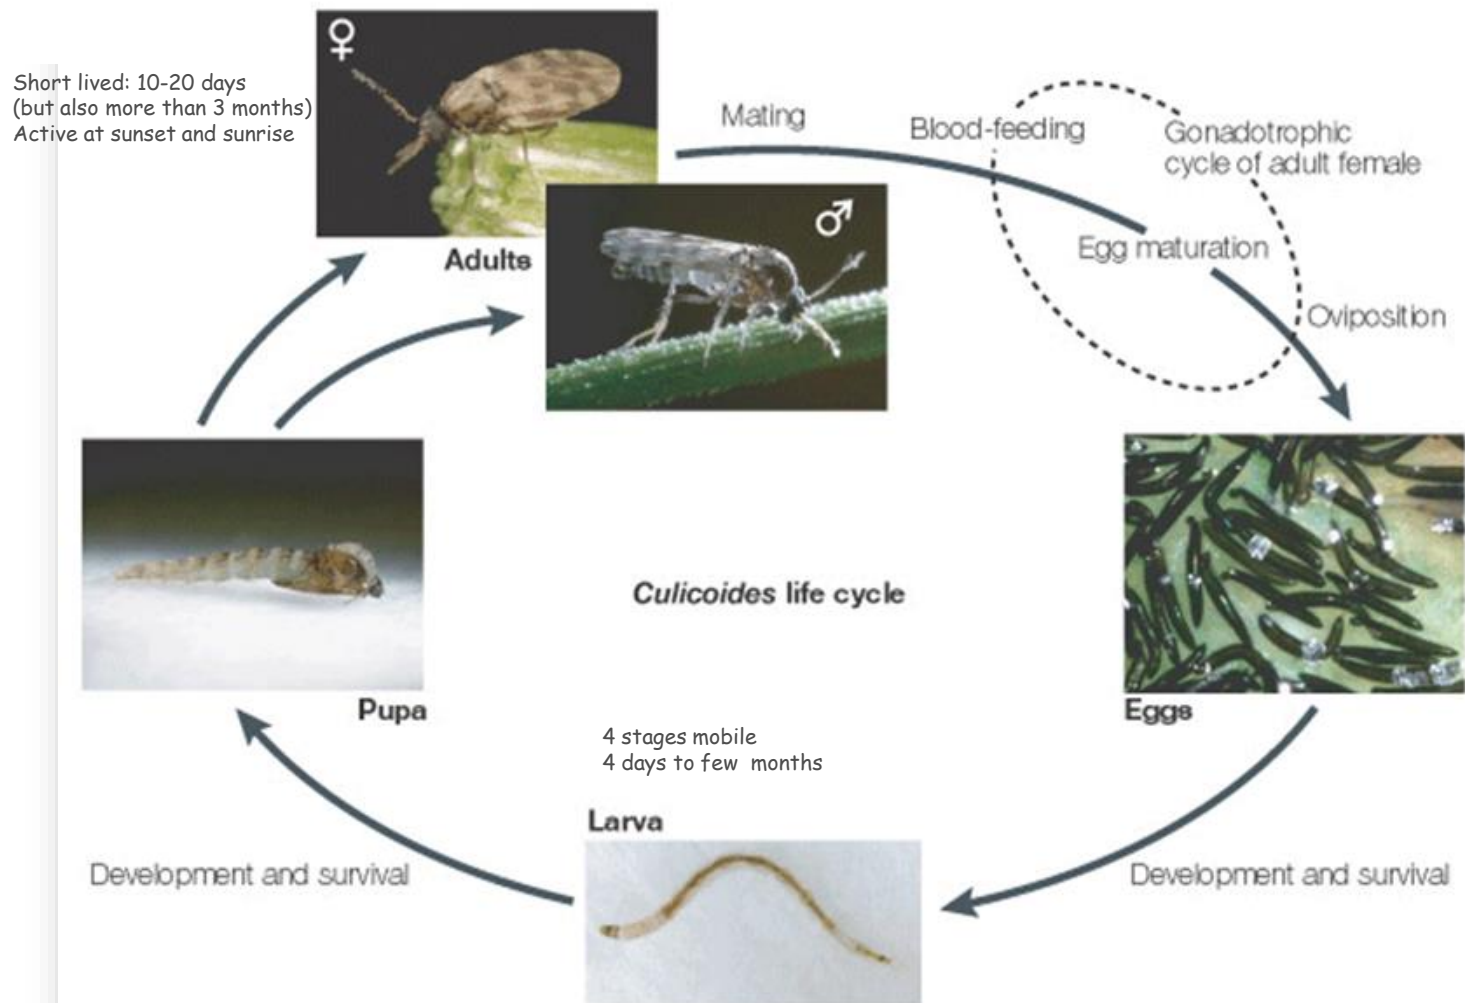 ♀
Short lived: 10-20 days
(but also more than 3 months)
Active at sunset and sunrise
Mating
Blood-feeding
Gonadotrophic
cycle of adult female
♂
Adults
Egg maturation
Oviposition
Culicoides life cycle
Pupa
Eggs
4 stages mobile
4 days to few months
Larva
Development and survival
Development and survival